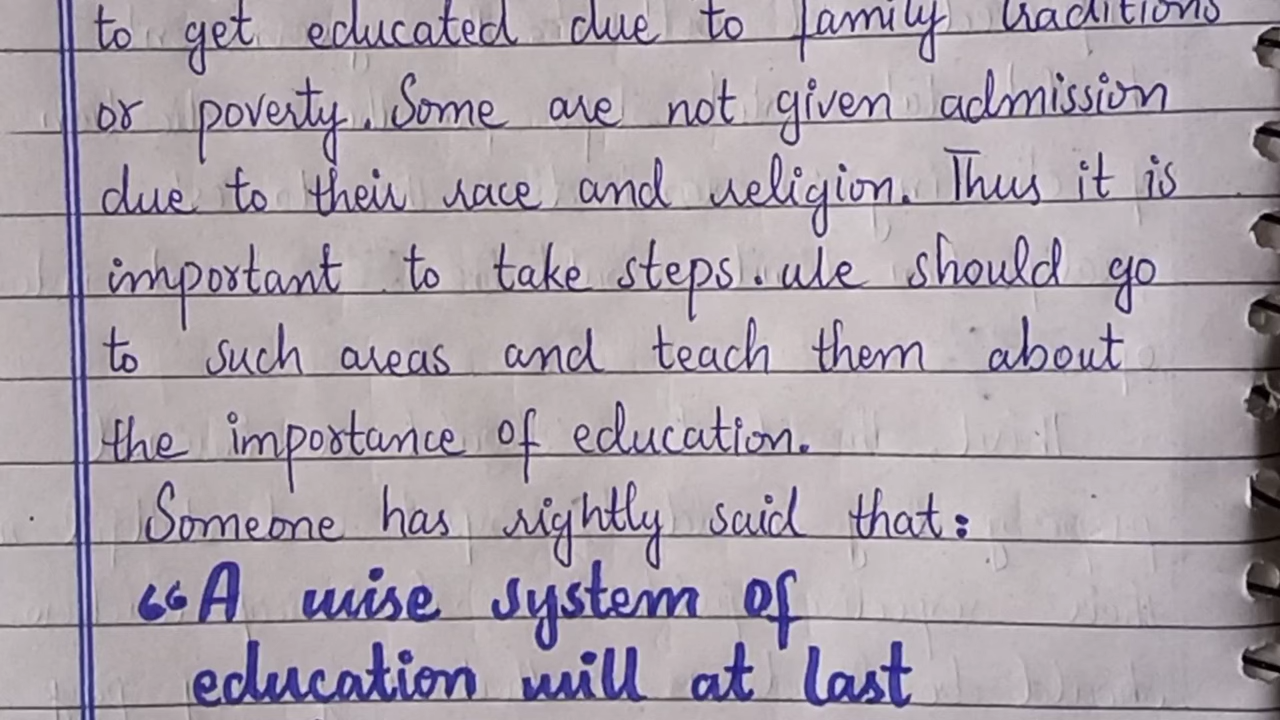 to get educated due to family traditions
or poverty. Some are not given admission
due to their race and religion. Thus it is
important to take steps. We should go
to such areas and teach them about
the importance of education.
Someone has rightly said that:
“A wise system of
education will at last